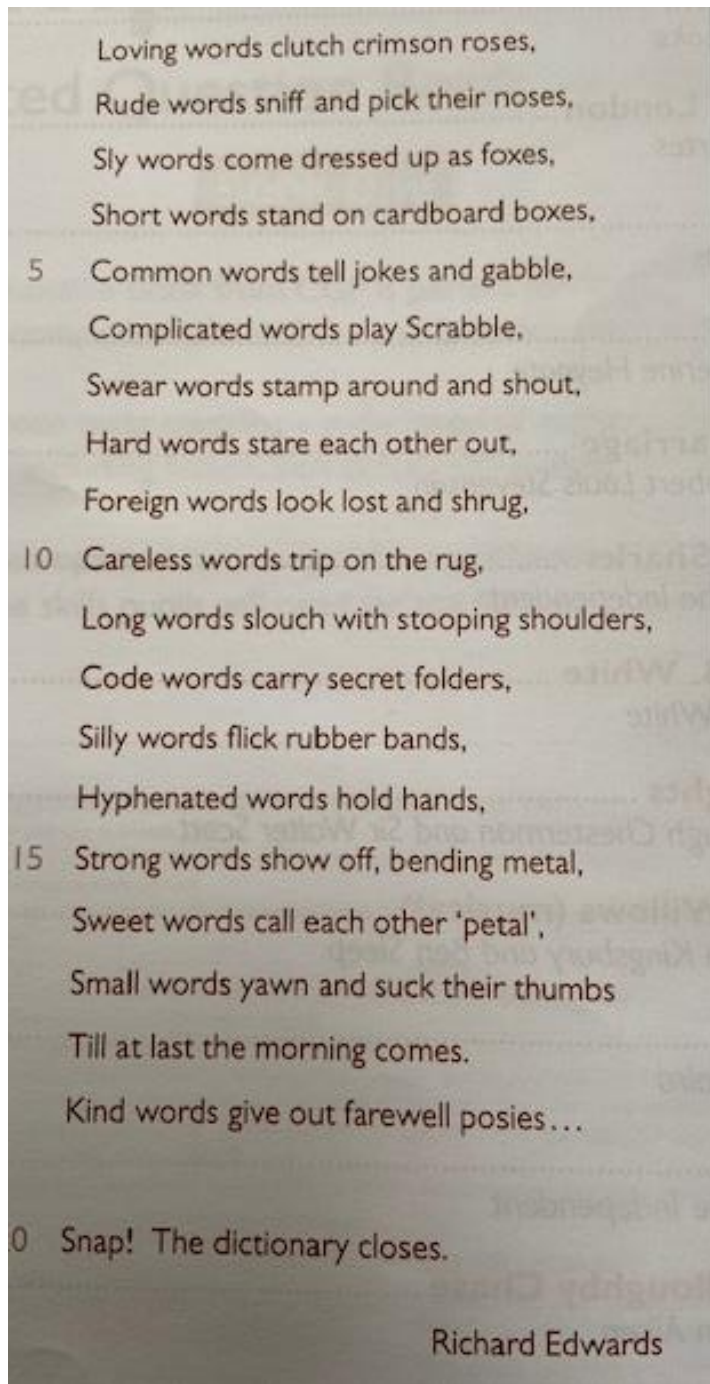 Loving words clutch crimson roses,
Rude words sniff and pick their noses,
Sly words come dressed up as foxes,
Short words stand on cardboard boxes,
5 Common words tell jokes and gabble,
Complicated words play Scrabble,
Swear words stamp around and shout,
Hard words stare each other out,
Foreign words look lost and shrug,
10 Careless words trip on the rug,
Long words slouch with stooping shoulders,
Code words carry secret folders,
Silly words flick rubber bands,
Hyphenated words hold hands,
15 Strong words show off, bending metal,
Sweet words call each other ‘petal’,
Small words yawn and suck their thumbs
Till at last the morning comes.
Kind words give out farewell posies...
0 Snap! The dictionary closes.
Richard Edwards